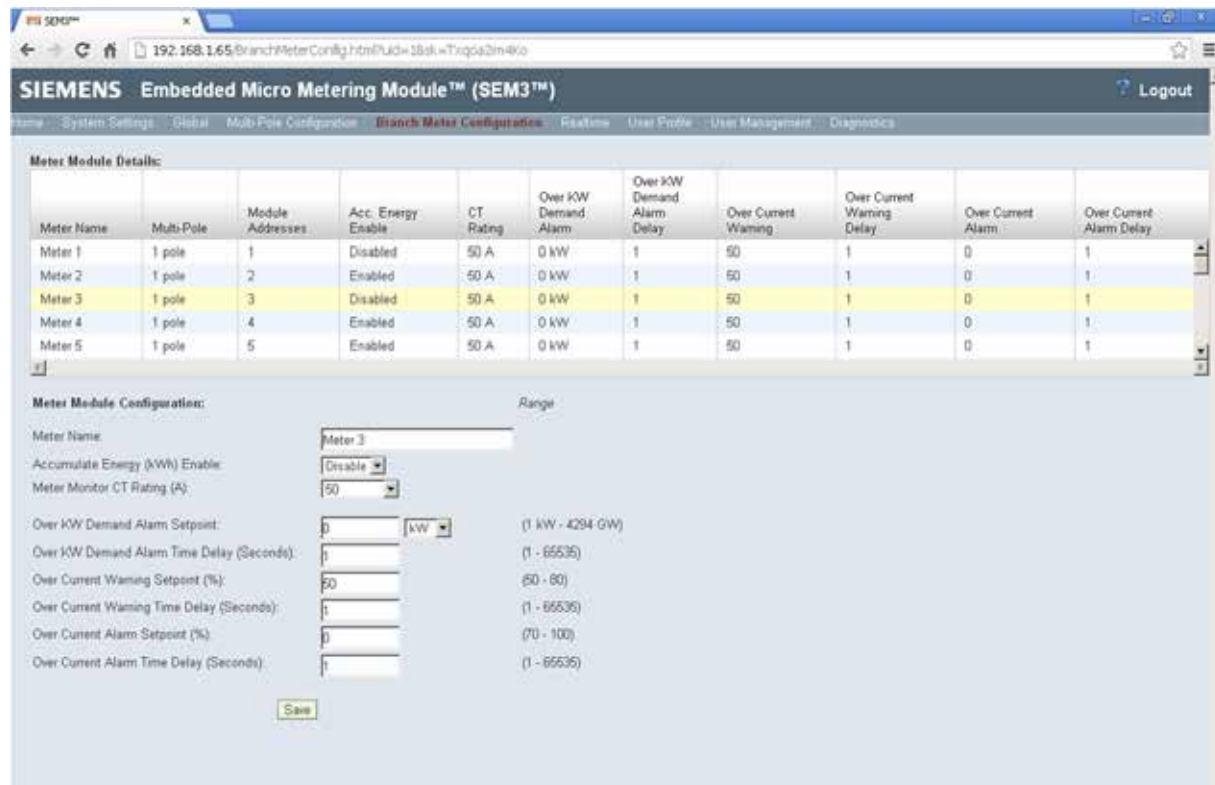 SEM3™
192.168.1.65/BranchMeterConfig.html?
SIEMENS Embedded Micro Metering Module™ (SEM3™) ? Logout
Home System Settings Global Multi-Pole Configuration Branch Meter Configuration Realtime User Profile User Management Diagnostics
Meter Module Details:
Meter Name Multi-Pole Module Addresses Acc. Energy Enable CT Rating Over KW Demand Alarm Over KW Demand Alarm Delay Over Current Warning Over Current Warning Delay Over Current Alarm Over Current Alarm Delay
Meter 1 1 pole 1 Disabled 50 A 0 kW 1 50 1 0 1
Meter 2 1 pole 2 Enabled 50 A 0 kW 1 50 1 0 1
Meter 3 1 pole 3 Disabled 50 A 0 kW 1 50 1 0 1
Meter 4 1 pole 4 Enabled 50 A 0 kW 1 50 1 0 1
Meter 5 1 pole 5 Enabled 50 A 0 kW 1 50 1 0 1
Meter Module Configuration: Range
Meter Name: Meter 3
Accumulate Energy (kWh) Enable: Disable
Meter Monitor CT Rating (A): 50
Over KW Demand Alarm Setpoint: 0 kW (1 kW - 4294 GW)
Over KW Demand Alarm Time Delay (Seconds): 1 (1 - 65535)
Over Current Warning Setpoint (%): 50 (50 - 80)
Over Current Warning Time Delay (Seconds): 1 (1 - 65535)
Over Current Alarm Setpoint (%): 0 (70 - 100)
Over Current Alarm Time Delay (Seconds): 1 (1 - 65535)
Save